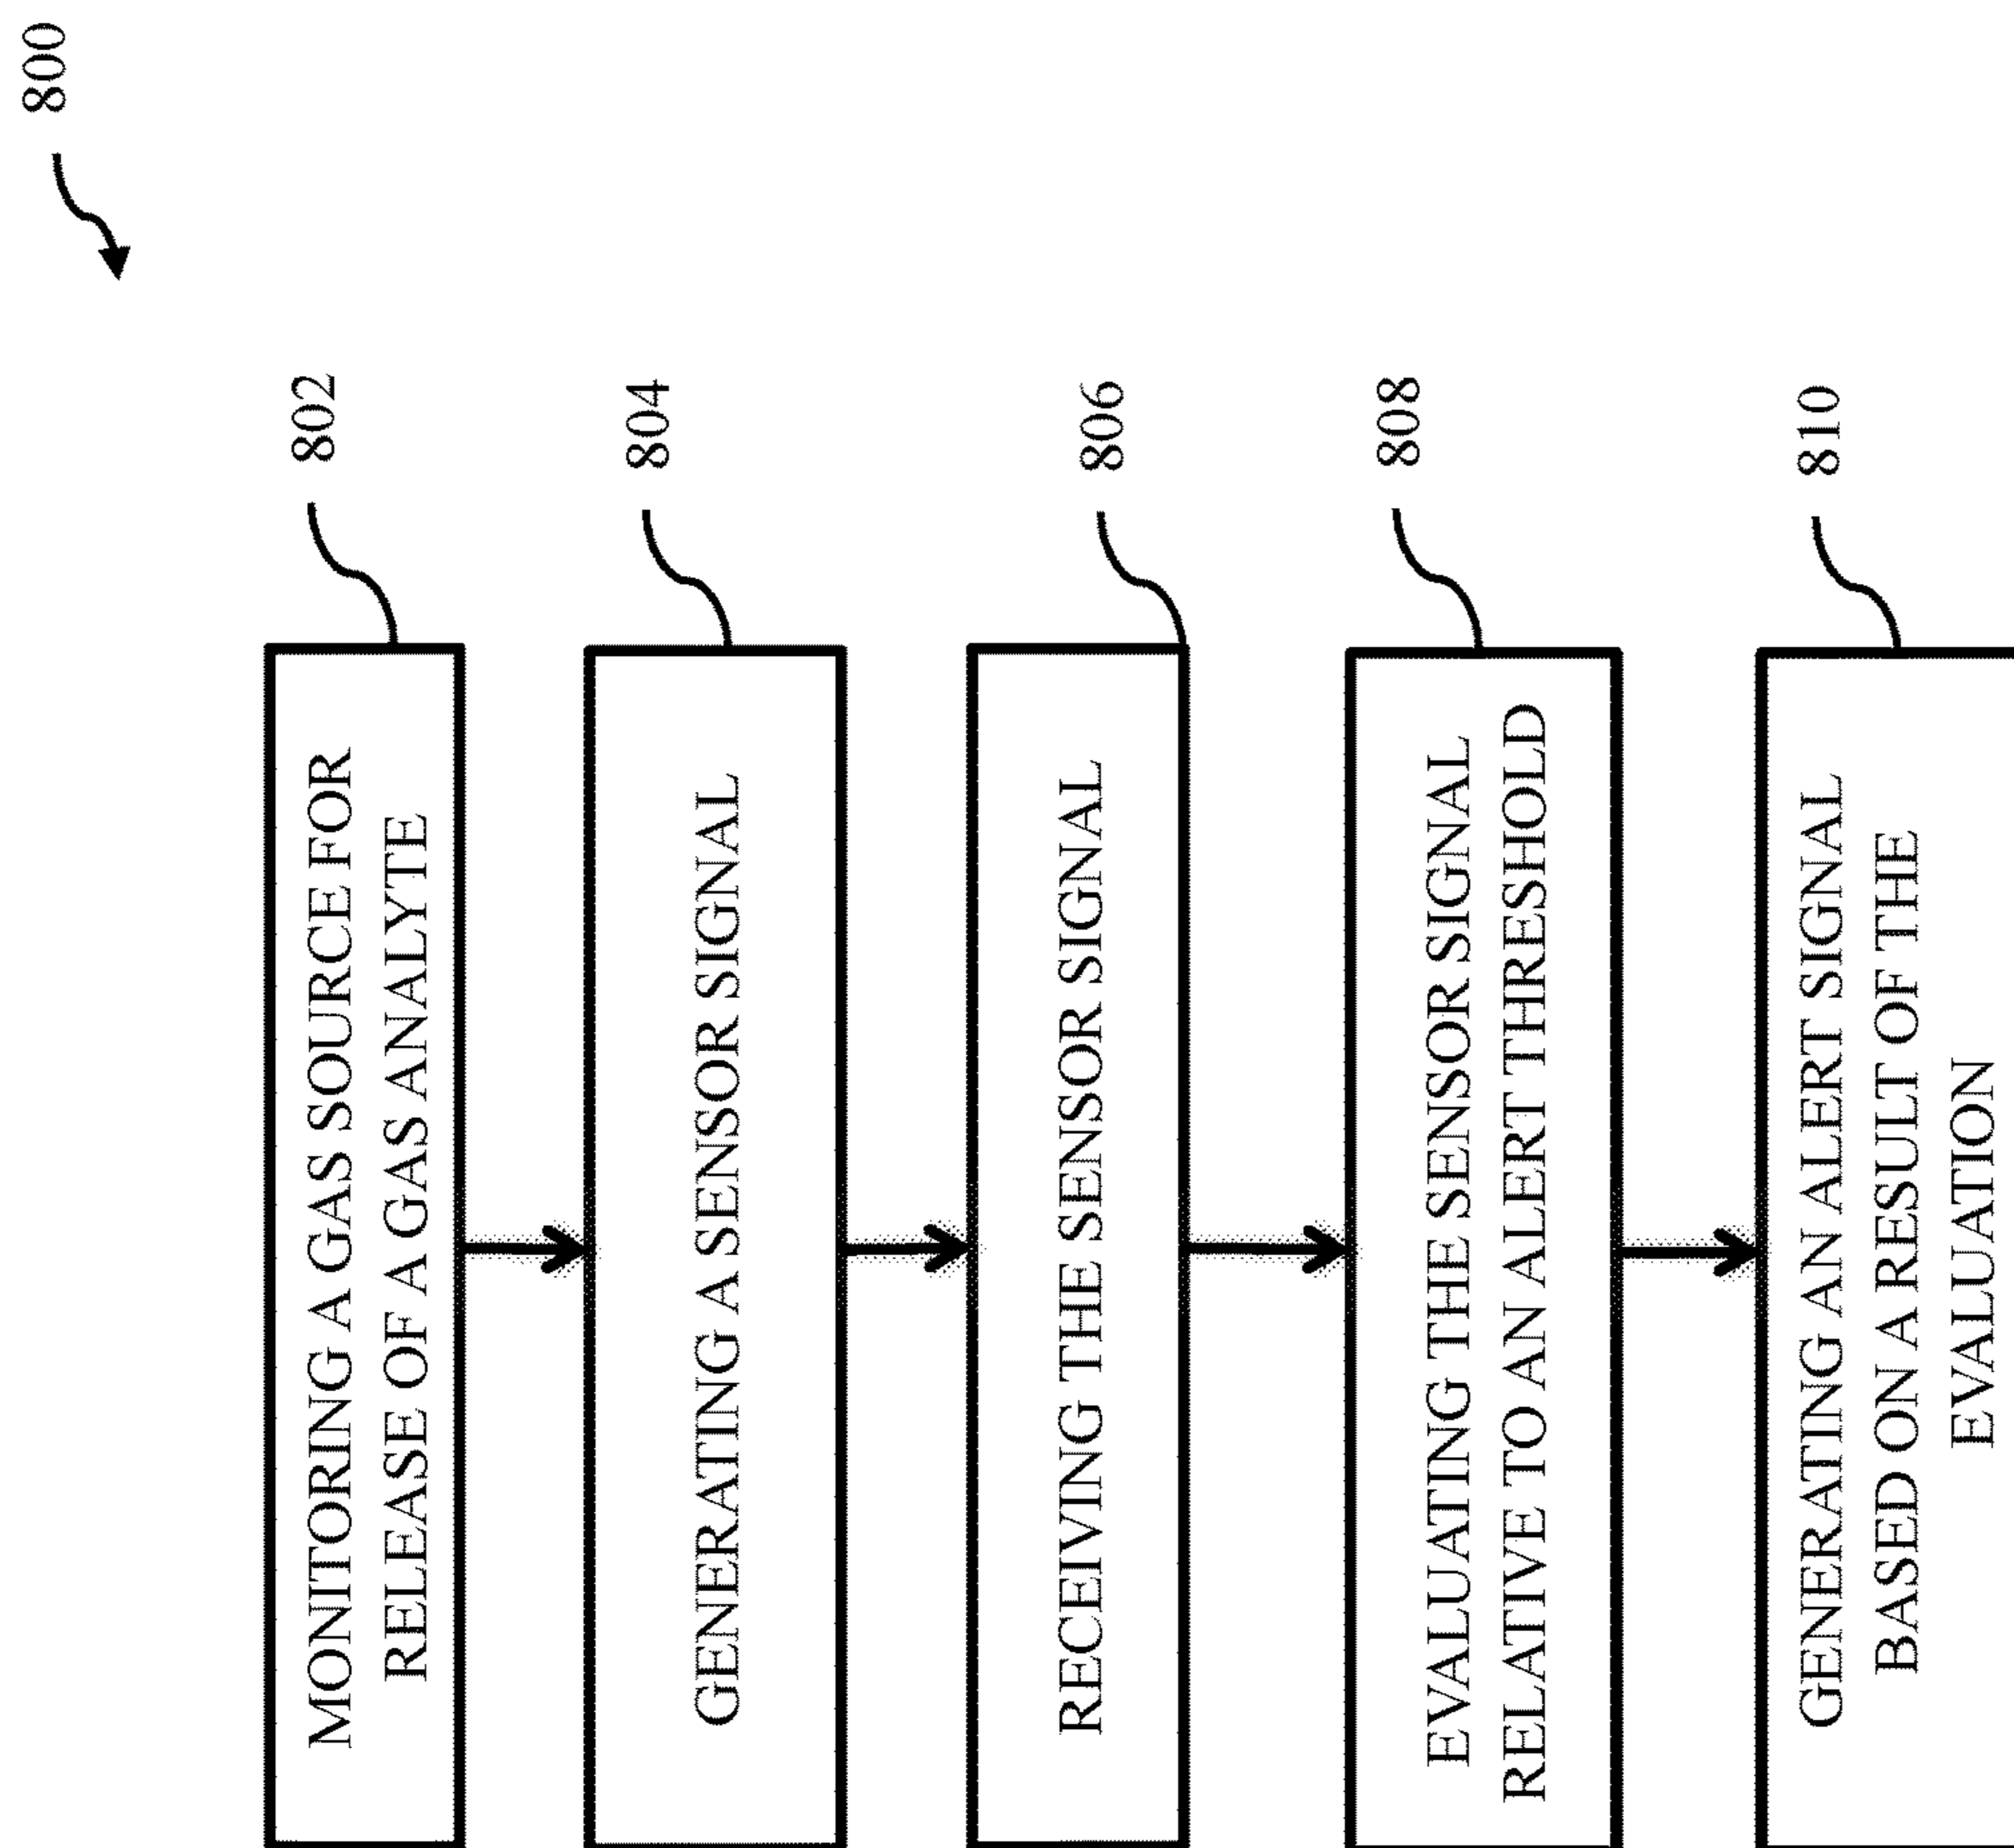 800
802
MONITORING A GAS SOURCE FOR
RELEASE OF A GAS ANALYTE
804
GENERATING A SENSOR SIGNAL
806
RECEIVING THE SENSOR SIGNAL
808
EVALUATING THE SENSOR SIGNAL
RELATIVE TO AN ALERT THRESHOLD
810
GENERATING AN ALERT SIGNAL
BASED ON A RESULT OF THE
EVALUATION